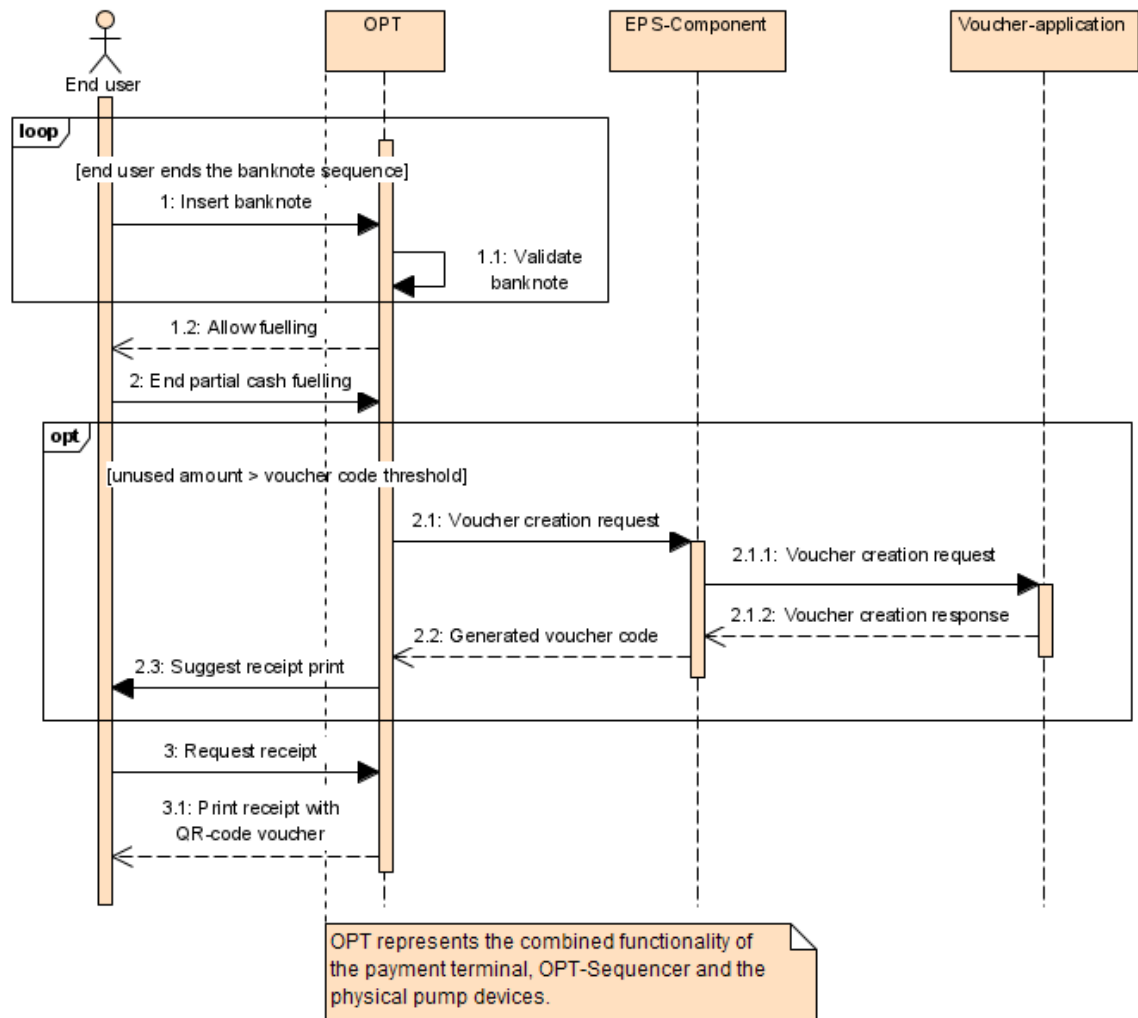 OPT
EPS-Component
Voucher-application
End user
loop
[end user ends the banknote sequence]
1: Insert banknote
1.1: Validate
banknote
1.2: Allow fuelling
2: End partial cash fuelling
opt
[unused amount > voucher code threshold]
2.1: Voucher creation request
2.1.1: Voucher creation request
2.1.2: Voucher creation response
2.2: Generated voucher code
2.3: Suggest receipt print
3: Request receipt
3.1: Print receipt with
QR-code voucher
OPT represents the combined functionality of
the payment terminal, OPT-Sequencer and the
physical pump devices.